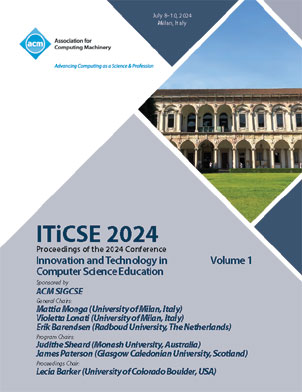 July 8-10, 2024
Milan, Italy
acm
Association for
Computing Machinery
Advancing Computing as a Science & Profession
ITiCSE 2024
Proceedings of the 2024 Conference
Innovation and Technology in
Computer Science Education
Volume 1
Sponsored by:
ACM SIGCSE
General Chairs:
Mattia Monga (University of Milan, Italy)
Violetta Lonati (University of Milan, Italy)
Erik Barendsen (Radboud University, The Netherlands)
Program Chairs:
Judithe Sheard (Monash University, Australia)
James Paterson (Glasgow Caledonian University, Scotland)
Proceedings Chair:
Lecia Barker (University of Colorado Boulder, USA)